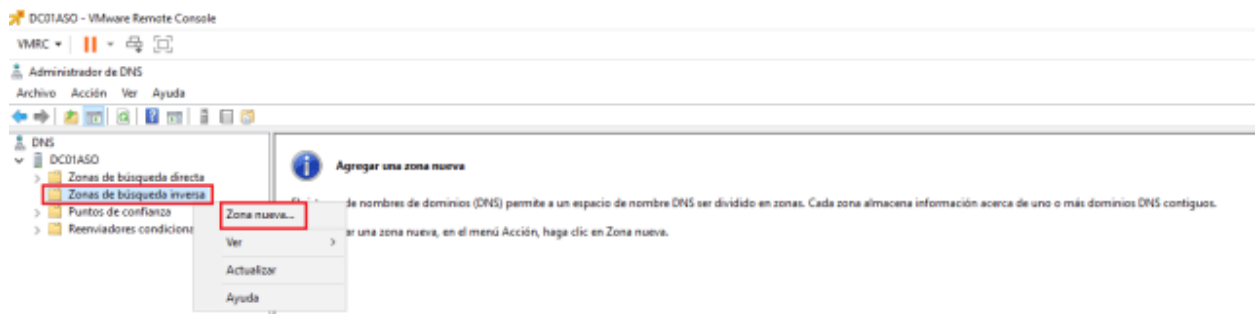 DC01ASO - VMware Remote Console
VMRC
Administrador de DNS
Archivo Acción Ver Ayuda
DNS
DC01ASO
Zonas de búsqueda directa
Zonas de búsqueda inversa
Puntos de confianza
Reenviadores condiciona
Zona nueva...
Ver
Actualizar
Ayuda
Agregar una zona nueva
de nombres de dominios (DNS) permite a un espacio de nombre DNS ser dividido en zonas. Cada zona almacena información acerca de uno o más dominios DNS contiguos.
una zona nueva, en el menú Acción, haga clic en Zona nueva.